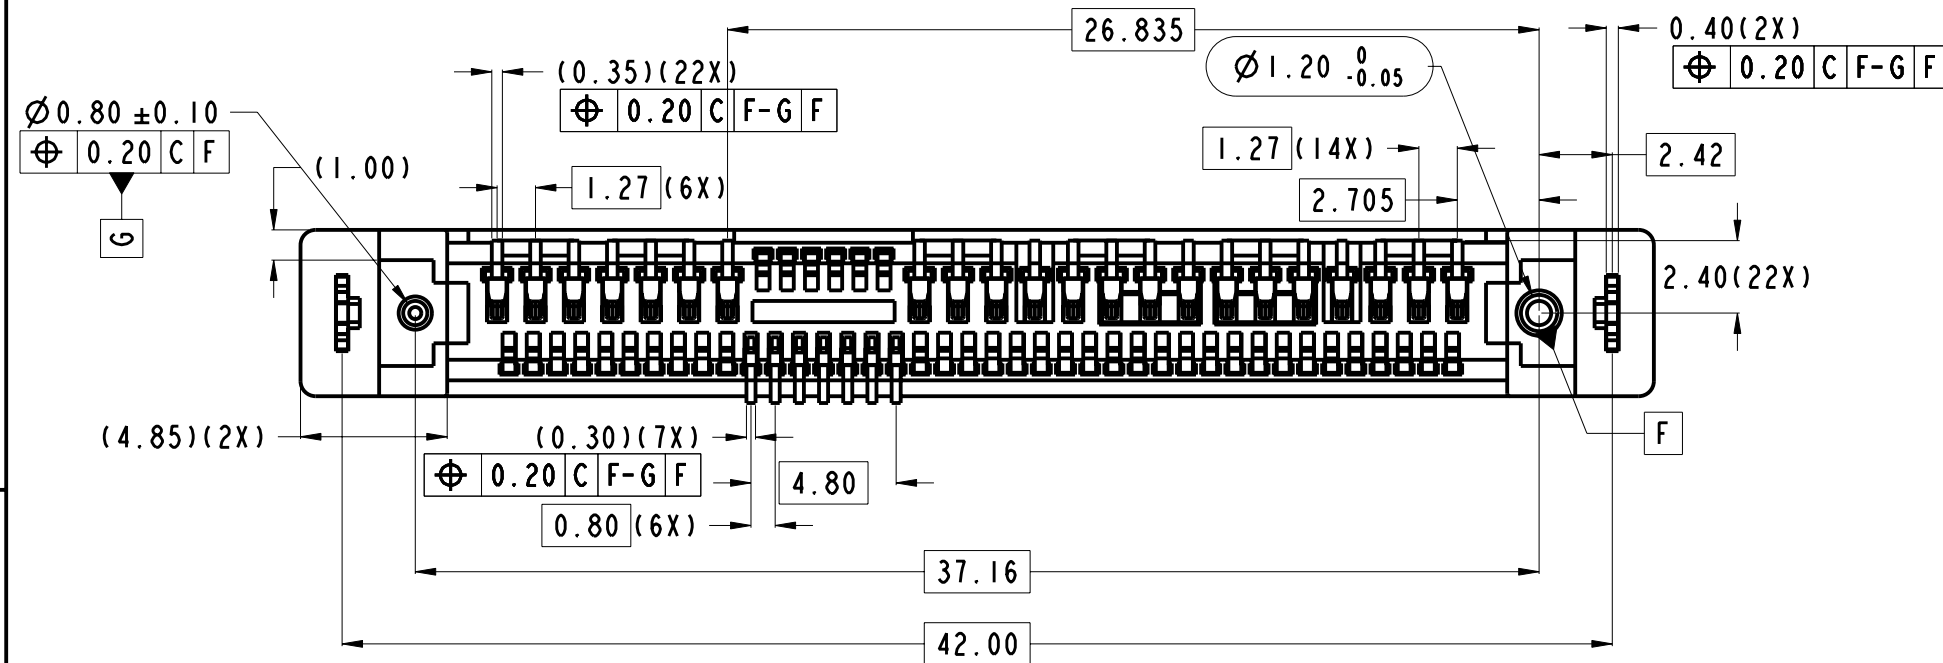 26.835
0.40(2X)
⌖ 0.20 C F-G F
Ø1.20 0 -0.05
(0.35)(22X)
⌖ 0.20 C F-G F
Ø0.80 ±0.10
⌖ 0.20 C F
G
(1.00)
1.27 (6X)
1.27 (14X)
2.42
2.705
2.40(22X)
(4.85)(2X)
(0.30)(7X)
⌖ 0.20 C F-G F
4.80
F
0.80 (6X)
37.16
42.00